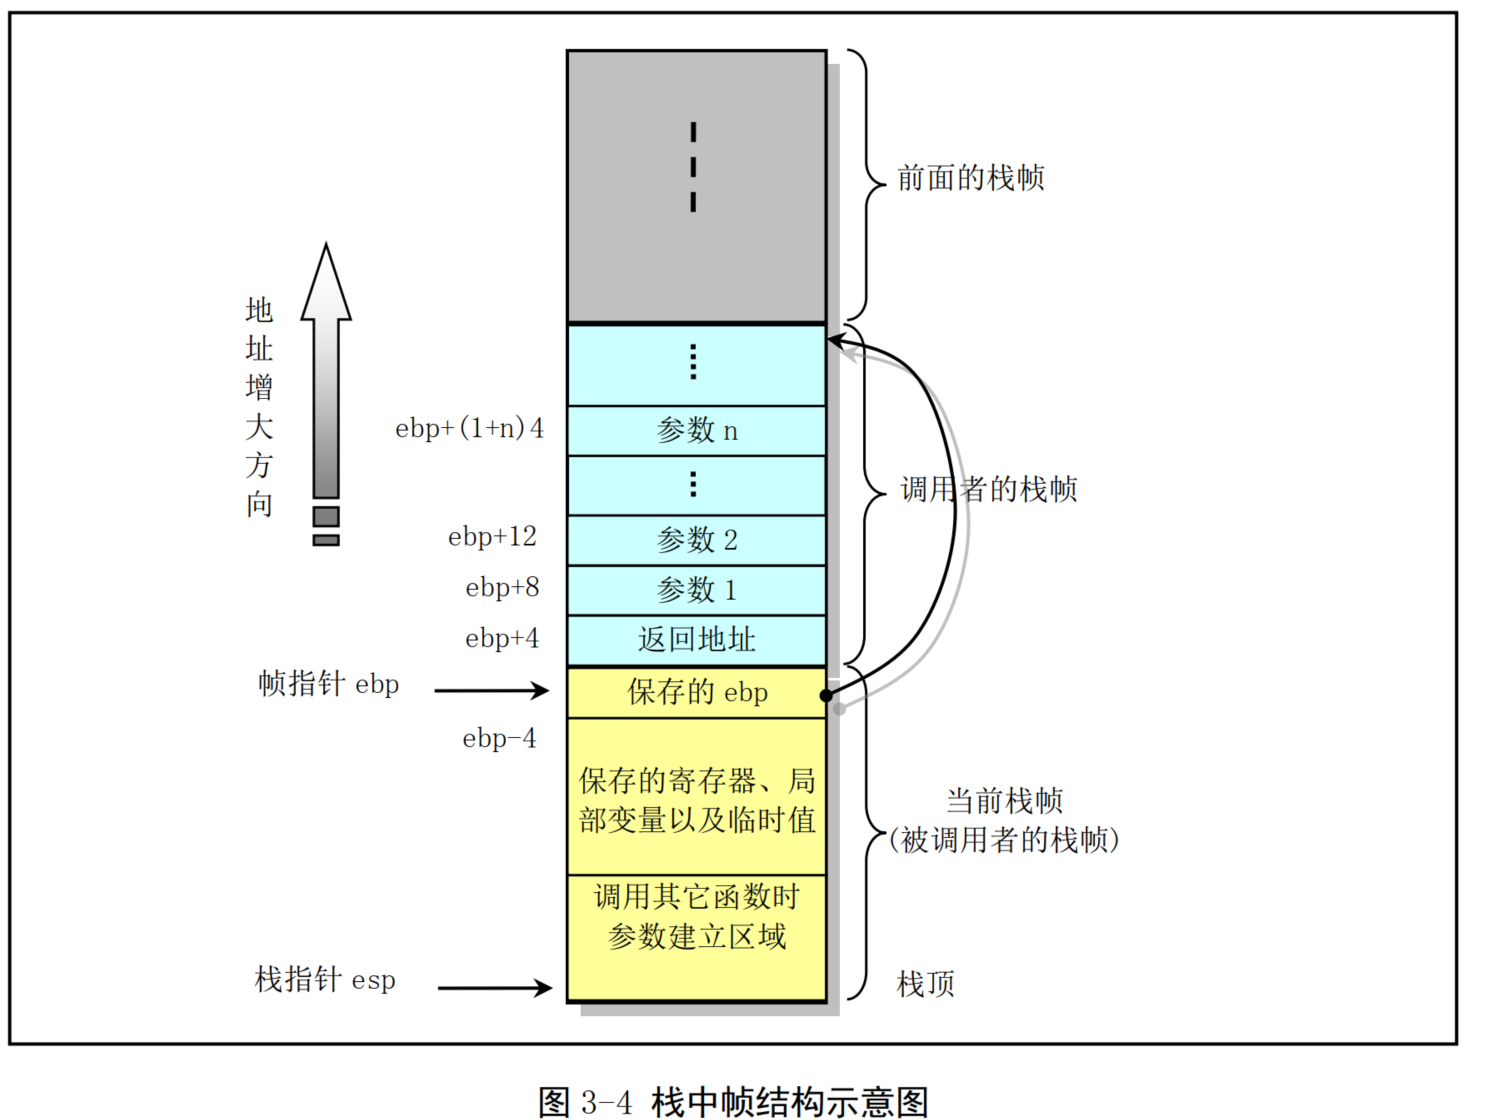 前面的栈帧
地址增大方向
ebp+(1+n)4
参数 n
调用者的栈帧
ebp+12
参数 2
ebp+8
参数 1
ebp+4
返回地址
帧指针 ebp
保存的 ebp
ebp-4
保存的寄存器、局
部变量以及临时值
当前栈帧
(被调用者的栈帧)
调用其它函数时
参数建立区域
栈指针 esp
栈顶
图 3-4 栈中帧结构示意图